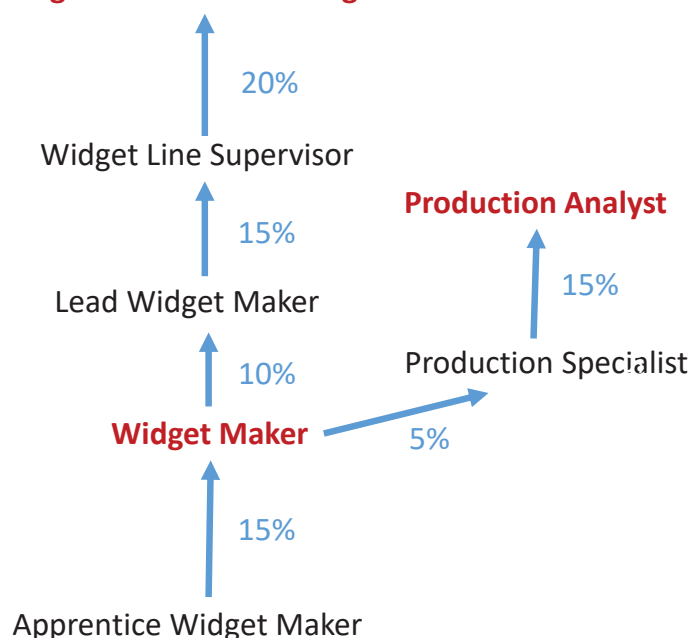 20%
Widget Line Supervisor
Production Analyst
15%
15%
Lead Widget Maker
Production Specialist
10%
Widget Maker
5%
15%
Apprentice Widget Maker